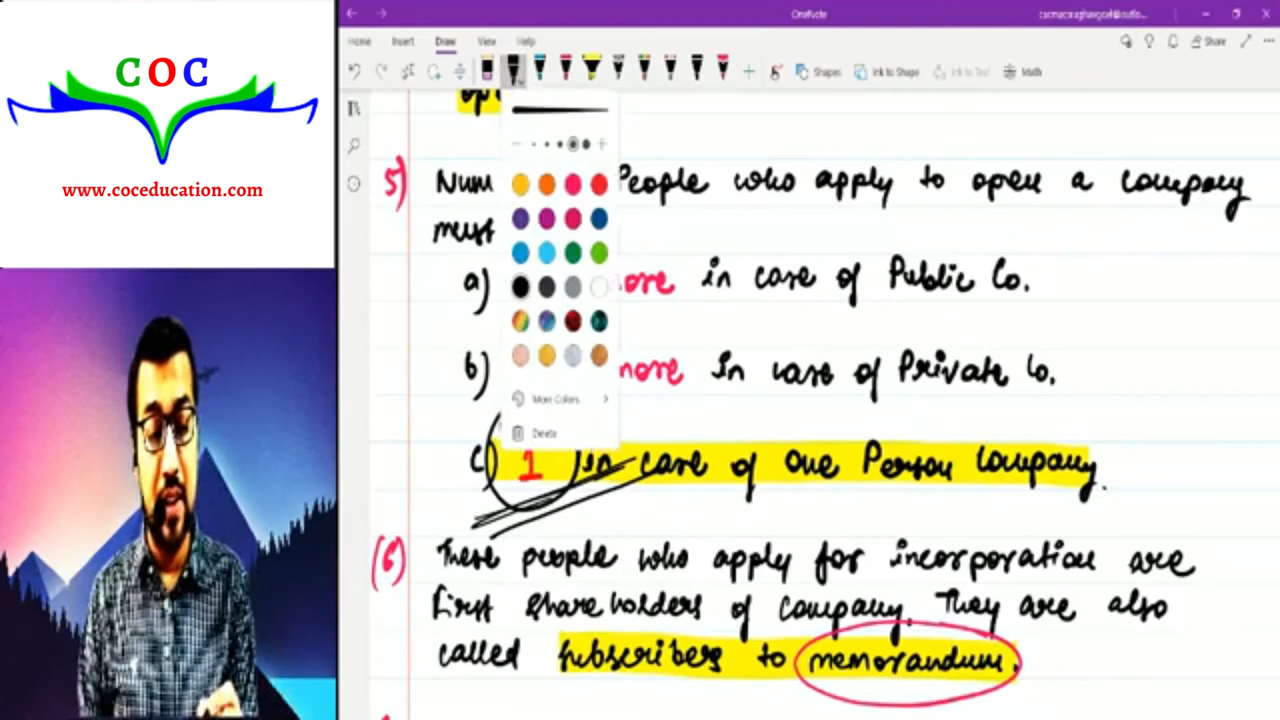 COC
www.coceducation.com
OneNote
Home Insert Draw View Help
Share
Shapes Ink to Shape Ink to Text Math
5) Num People who apply to open a company
must
a) ore in case of Public Co.
b) more in case of Private Co.
More Colors
Delete
c) 1 in case of One Person Company.
(6) These people who apply for incorporation are
first shareholders of company. They are also
called subscribers to memorandum.